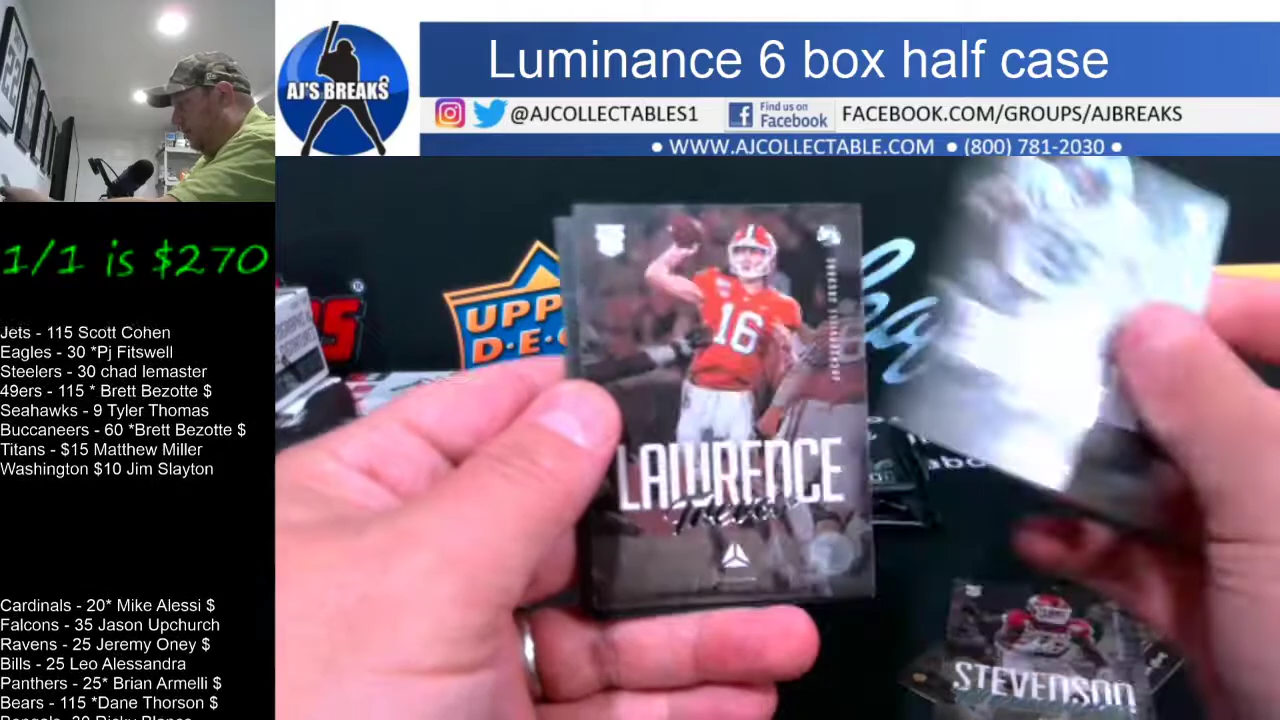 Luminance 6 box half case
AJ'S BREAKS
@AJCOLLECTABLES1
Find us on
Facebook
FACEBOOK.COM/GROUPS/AJBREAKS
• WWW.AJCOLLECTABLE.COM • (800) 781-2030 •
1/1 is $270
Jets - 115 Scott Cohen
Eagles - 30 *Pj Fitswell
Steelers - 30 chad lemaster
49ers - 115 * Brett Bezotte $
Seahawks - 9 Tyler Thomas
Buccaneers - 60 *Brett Bezotte $
Titans - $15 Matthew Miller
Washington $10 Jim Slayton
Cardinals - 20* Mike Alessi $
Falcons - 35 Jason Upchurch
Ravens - 25 Jeremy Oney $
Bills - 25 Leo Alessandra
Panthers - 25* Brian Armelli $
Bears - 115 *Dane Thorson $
UPP
D·E·C
16
JACKSONVILLE JAGUARS
LAWRENCE
Trevor
STEVENSON